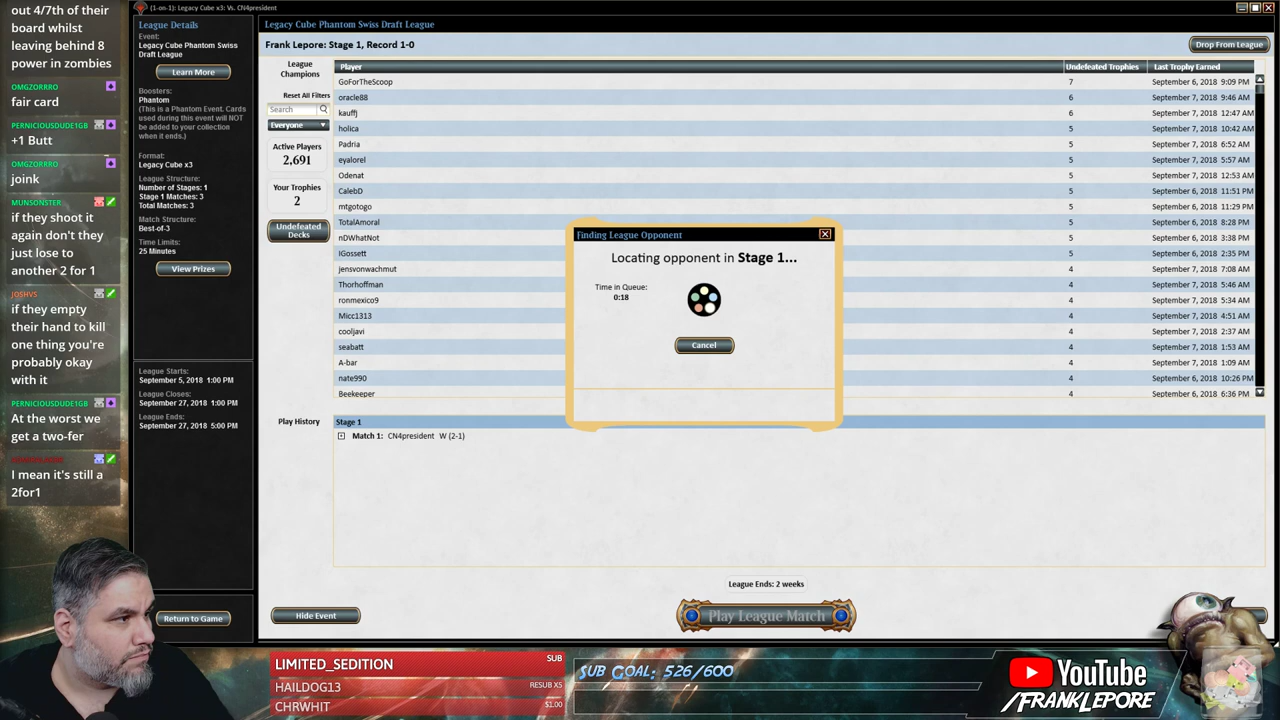 (1-on-1): Legacy Cube x3: Vs. CN4president
out 4/7th of their
board whilst
leaving behind 8
power in zombies
OMGZORRRO
fair card
PERNICIOUSDUDE1GB
+1 Butt
OMGZORRRO
joink
MUNSONSTER
if they shoot it
again don't they
just lose to
another 2 for 1
JOSHVS
if they empty
their hand to kill
one thing you're
probably okay
with it
PERNICIOUSDUDE1GB
At the worst we
get a two-fer
I mean it's still a
2for1
League Details
Event:
Legacy Cube Phantom Swiss
Draft League
Learn More
Boosters:
Phantom
(This is a Phantom Event. Cards
used during this event will NOT
be added to your collection
when it ends.)
Format:
Legacy Cube x3
League Structure:
Number of Stages: 1
Stage 1 Matches: 3
Total Matches: 3
Match Structure:
Best-of-3
Time Limits:
25 Minutes
View Prizes
League Starts:
September 5, 2018 1:00 PM
League Closes:
September 27, 2018 1:00 PM
League Ends:
September 27, 2018 5:00 PM
Return to Game
Legacy Cube Phantom Swiss Draft League
Frank Lepore: Stage 1, Record 1-0
Drop From League
League
Champions
Reset All Filters
Search
Everyone
Active Players
2,691
Your Trophies
2
Undefeated
Decks
Player Undefeated Trophies Last Trophy Earned
GoForTheScoop 7 September 6, 2018 9:09 PM
oracle88 6 September 7, 2018 9:46 AM
kauffj 6 September 7, 2018 12:47 AM
holica 5 September 7, 2018 10:42 AM
Padria 5 September 7, 2018 6:52 AM
eyalorel 5 September 7, 2018 5:57 AM
Odenat 5 September 7, 2018 12:53 AM
CalebD 5 September 6, 2018 11:51 PM
mtgotogo 5 September 6, 2018 11:29 PM
TotalAmoral 5 September 6, 2018 8:28 PM
nDWhatNot 5 September 6, 2018 3:38 PM
IGossett 5 September 6, 2018 2:35 PM
jensvonwachmut 4 September 7, 2018 7:08 AM
Thorhoffman 4 September 7, 2018 5:46 AM
ronmexico9 4 September 7, 2018 5:34 AM
Micc1313 4 September 7, 2018 4:51 AM
cooljavi 4 September 7, 2018 2:37 AM
seabatt 4 September 7, 2018 1:53 AM
A-bar 4 September 7, 2018 1:09 AM
nate990 4 September 6, 2018 10:26 PM
Beekeeper 4 September 6, 2018 6:36 PM
Finding League Opponent
Locating opponent in Stage 1...
Time in Queue:
0:18
Cancel
Play History
Stage 1
Match 1: CN4president W (2-1)
League Ends: 2 weeks
Hide Event
Play League Match
LIMITED_SEDITION SUB
HAILDOG13 RESUB X5
CHRWHIT $1.00
SUB GOAL: 526/600
YouTube
/FRANKLEPORE